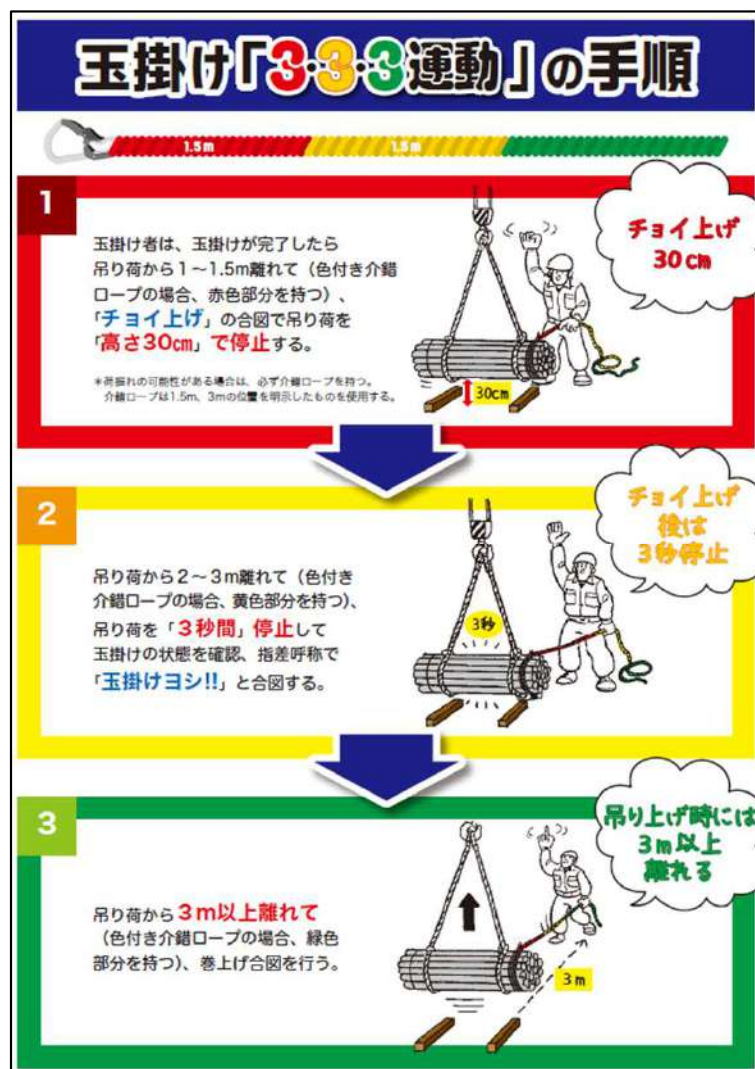 玉掛け「3・3・3運動」の手順
1.5m 1.5m
1
玉掛け者は、玉掛けが完了したら
吊り荷から1〜1.5m離れて（色付き介錯
ロープの場合、赤色部分を持つ）、
「チョイ上げ」の合図で吊り荷を
「高さ30㎝」で停止する。
＊荷振れの可能性がある場合は、必ず介錯ロープを持つ。
介錯ロープは1.5m、3mの位置を明示したものを使用する。
チョイ上げ
30cm
30cm
2
吊り荷から2〜3m離れて（色付き
介錯ロープの場合、黄色部分を持つ）、
吊り荷を「3秒間」停止して
玉掛けの状態を確認、指差呼称で
「玉掛けヨシ!!」と合図する。
チョイ上げ
後は
3秒停止
3秒
3
吊り荷から3m以上離れて
（色付き介錯ロープの場合、緑色
部分を持つ）、巻上げ合図を行う。
吊り上げ時には
3m以上
離れる
3m